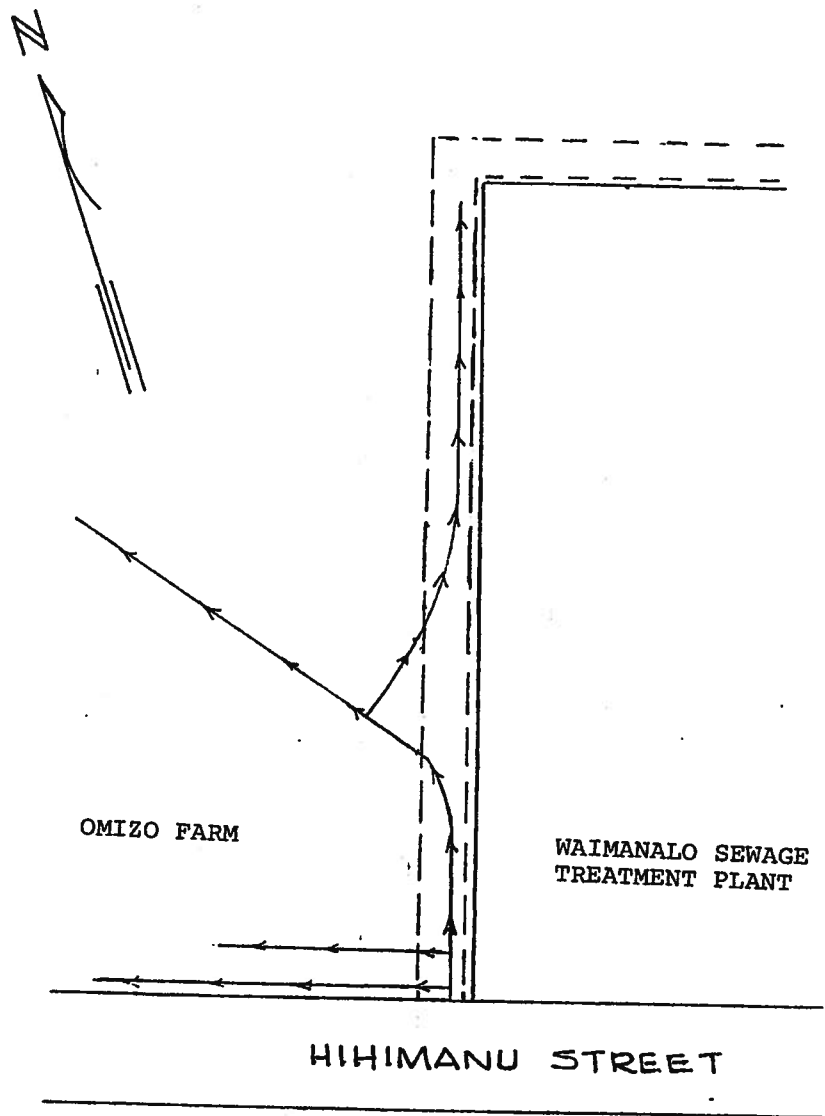 N
OMIZO FARM
WAIMANALO SEWAGE
TREATMENT PLANT
HIHIMANU STREET